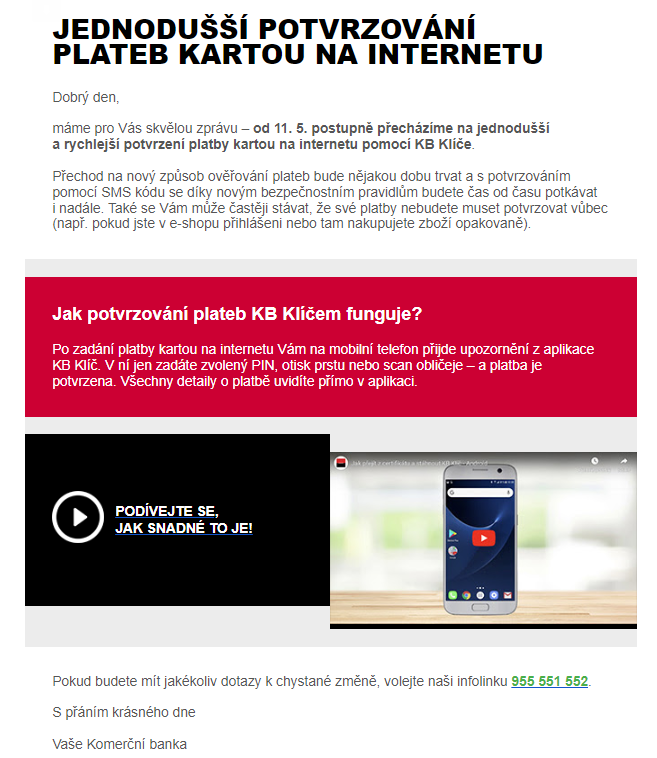 JEDNODUŠŠÍ POTVRZOVÁNÍ
PLATEB KARTOU NA INTERNETU
Dobrý den,
máme pro Vás skvělou zprávu – od 11. 5. postupně přecházíme na jednodušší
a rychlejší potvrzení platby kartou na internetu pomocí KB Klíče.
Přechod na nový způsob ověřování plateb bude nějakou dobu trvat a s potvrzováním
pomocí SMS kódu se díky novým bezpečnostním pravidlům budete čas od času potkávat
i nadále. Také se Vám může častěji stávat, že své platby nebudete muset potvrzovat vůbec
(např. pokud jste v e-shopu přihlášeni nebo tam nakupujete zboží opakovaně).
Jak potvrzování plateb KB Klíčem funguje?
Po zadání platby kartou na internetu Vám na mobilní telefon přijde upozornění z aplikace
KB Klíč. V ní jen zadáte zvolený PIN, otisk prstu nebo scan obličeje – a platba je
potvrzena. Všechny detaily o platbě uvidíte přímo v aplikaci.
PODÍVEJTE SE,
JAK SNADNÉ TO JE!
Pokud budete mít jakékoliv dotazy k chystané změně, volejte naši infolinku 955 551 552.
S přáním krásného dne
Vaše Komerční banka